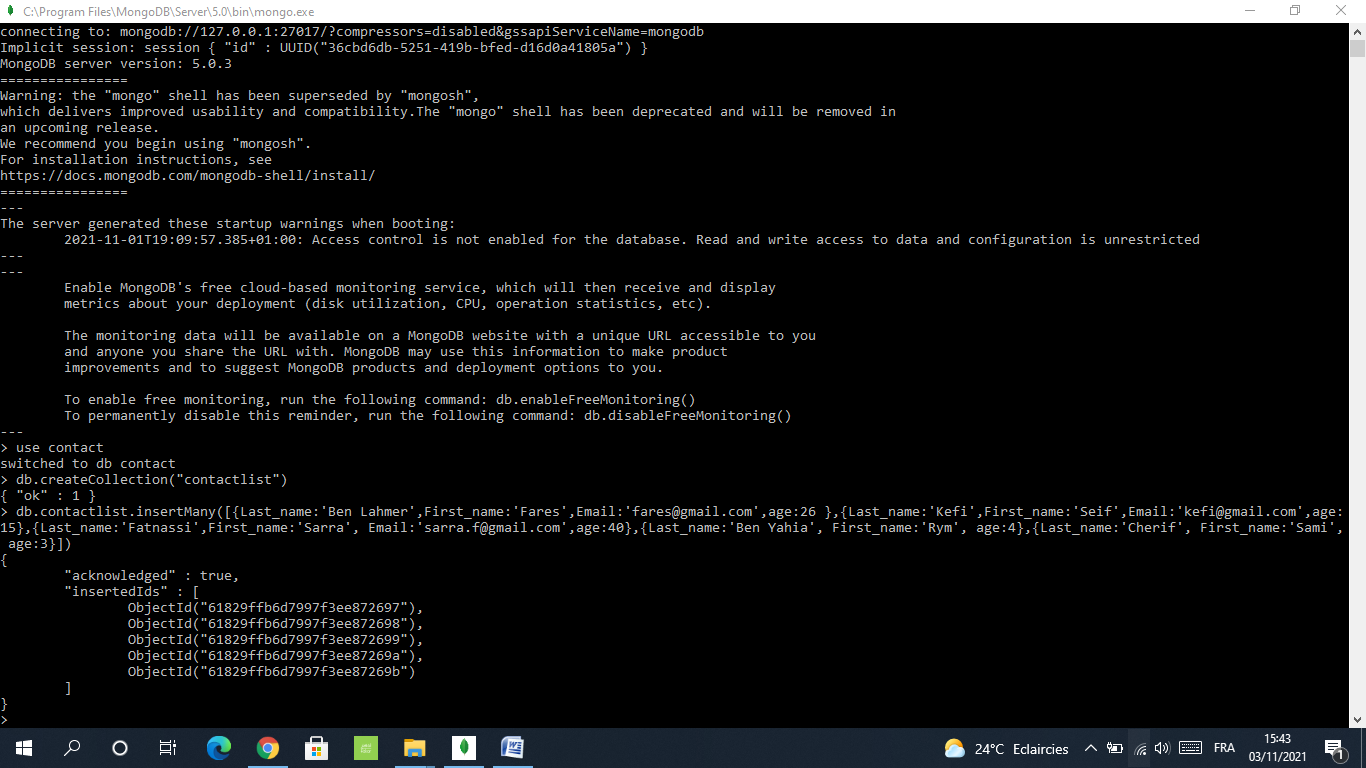 C:\Program Files\MongoDB\Server\5.0\bin\mongo.exe
connecting to: mongodb://127.0.0.1:27017/?compressors=disabled&gssapiServiceName=mongodb
Implicit session: session { "id" : UUID("36cbd6db-5251-419b-bfed-d16d0a41805a") }
MongoDB server version: 5.0.3
================
Warning: the "mongo" shell has been superseded by "mongosh",
which delivers improved usability and compatibility.The "mongo" shell has been deprecated and will be removed in
an upcoming release.
We recommend you begin using "mongosh".
For installation instructions, see
https://docs.mongodb.com/mongodb-shell/install/
================
---
The server generated these startup warnings when booting:
        2021-11-01T19:09:57.385+01:00: Access control is not enabled for the database. Read and write access to data and configuration is unrestricted
---
---
        Enable MongoDB's free cloud-based monitoring service, which will then receive and display
        metrics about your deployment (disk utilization, CPU, operation statistics, etc).

        The monitoring data will be available on a MongoDB website with a unique URL accessible to you
        and anyone you share the URL with. MongoDB may use this information to make product
        improvements and to suggest MongoDB products and deployment options to you.

        To enable free monitoring, run the following command: db.enableFreeMonitoring()
        To permanently disable this reminder, run the following command: db.disableFreeMonitoring()
---
> use contact
switched to db contact
> db.createCollection("contactlist")
{ "ok" : 1 }
> db.contactlist.insertMany([{Last_name:'Ben Lahmer',First_name:'Fares',Email:'fares@gmail.com',age:26 },{Last_name:'Kefi',First_name:'Seif',Email:'kefi@gmail.com',age:
15},{Last_name:'Fatnassi',First_name:'Sarra', Email:'sarra.f@gmail.com',age:40},{Last_name:'Ben Yahia', First_name:'Rym', age:4},{Last_name:'Cherif', First_name:'Sami',
 age:3}])
{
        "acknowledged" : true,
        "insertedIds" : [
                ObjectId("61829ffb6d7997f3ee872697"),
                ObjectId("61829ffb6d7997f3ee872698"),
                ObjectId("61829ffb6d7997f3ee872699"),
                ObjectId("61829ffb6d7997f3ee87269a"),
                ObjectId("61829ffb6d7997f3ee87269b")
        ]
}
>
24°C Eclaircies
FRA
15:43
03/11/2021
1